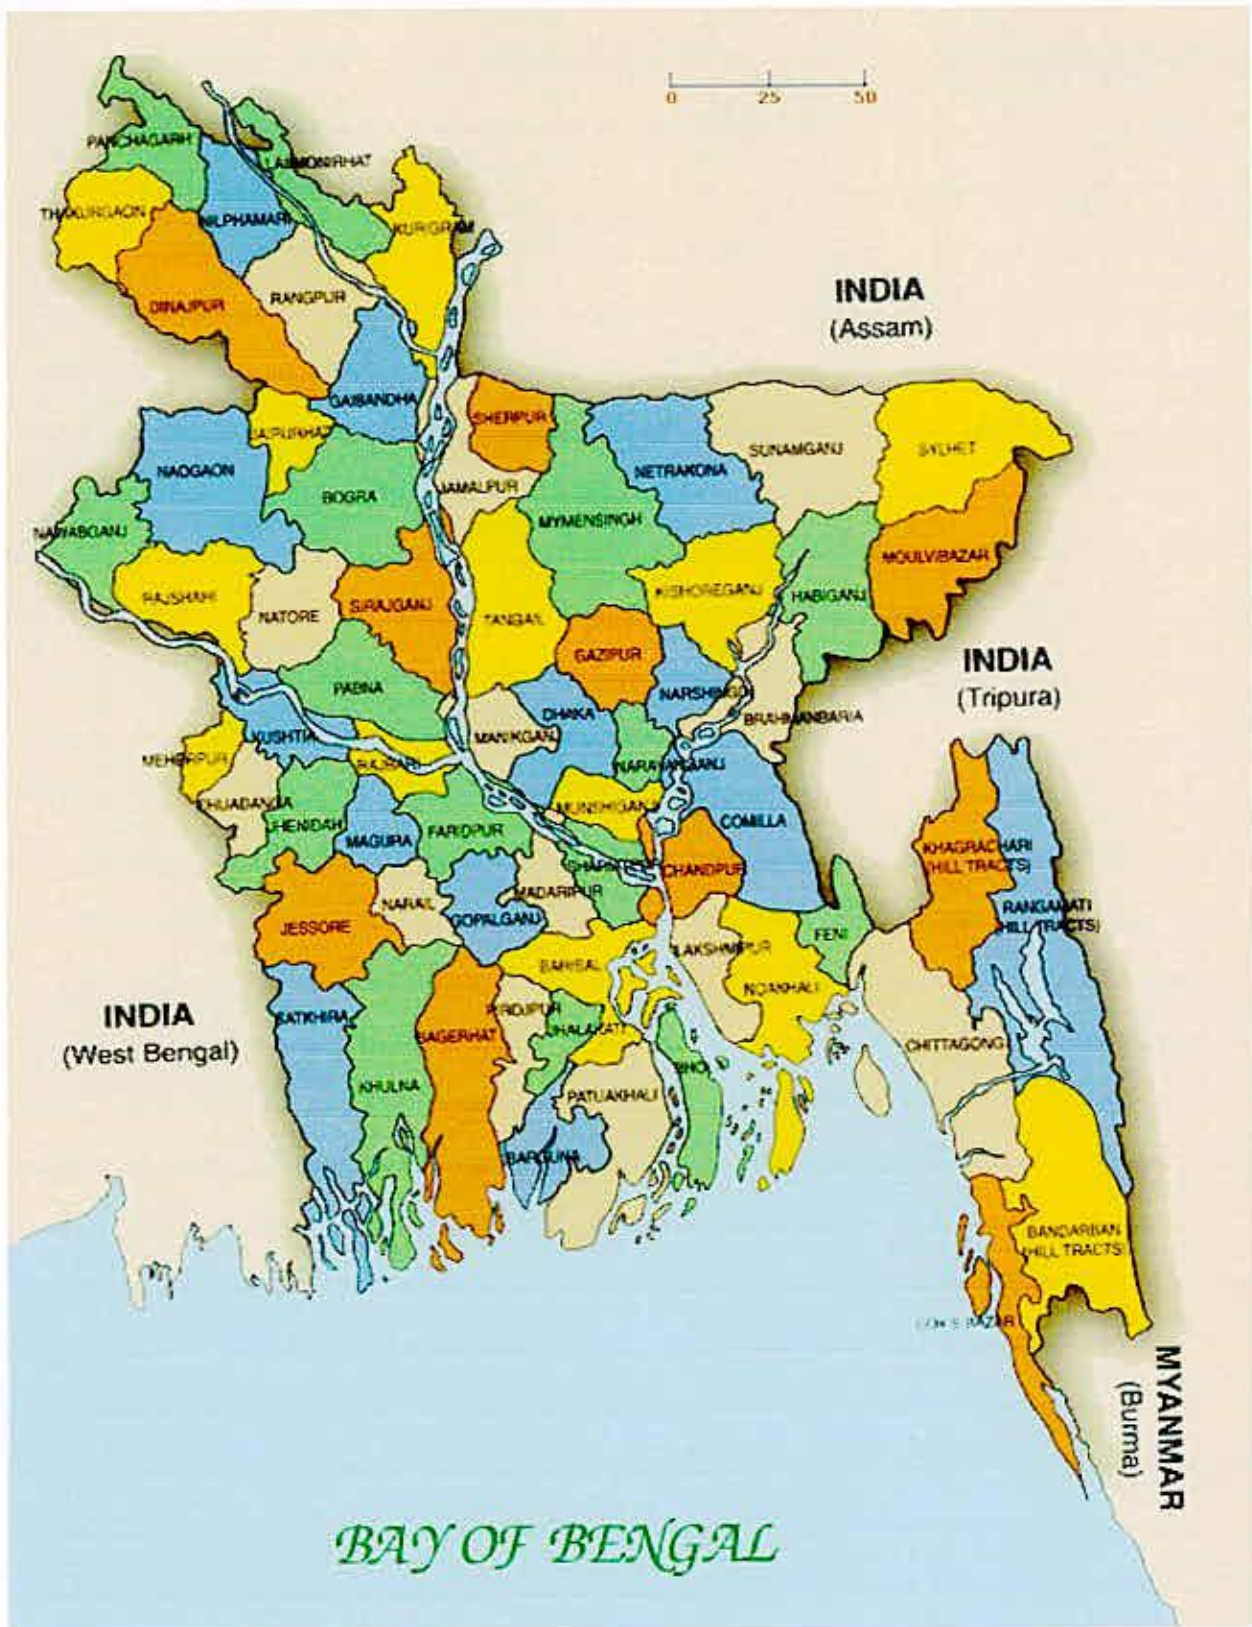 0 25 50
PANCHAGARH
LALMONIRHAT
THAKURGAON
NILPHAMARI
KURIGRAM
DINAJPUR
RANGPUR
INDIA
(Assam)
GAIBANDHA
JAIPURHAT
SHERPUR
NAOGAON
BOGRA
JAMALPUR
NETRAKONA
SUNAMGANJ
SYLHET
NAWABGANJ
MYMENSINGH
MOULVIBAZAR
RAJSHAHI
NATORE
SIRAJGANJ
TANGAIL
KISHOREGANJ
HABIGANJ
GAZIPUR
INDIA
(Tripura)
PABNA
DHAKA
NARSHINGDI
BRAHMANBARIA
KUSHTIA
MANIKGANJ
MEHERPUR
RAJBARI
NARAYANGANJ
CHUADANGA
JHENIDAH
MAGURA
FARIDPUR
MUNSHIGANJ
COMILLA
CHANDPUR
KHAGRACHARI
(HILL TRACTS)
MADARIPUR
NARAIL
GOPALGANJ
JESSORE
RANGAMATI
(HILL TRACTS)
FENI
LAKSHMIPUR
BARISAL
NOAKHALI
INDIA
(West Bengal)
SATKHIRA
PIROJPUR
JHALAKATI
BAGERHAT
CHITTAGONG
KHULNA
PATUAKHALI
BARGUNA
BANDARBAN
(HILL TRACTS)
COX'S BAZAR
MYANMAR
(Burma)
BAY OF BENGAL